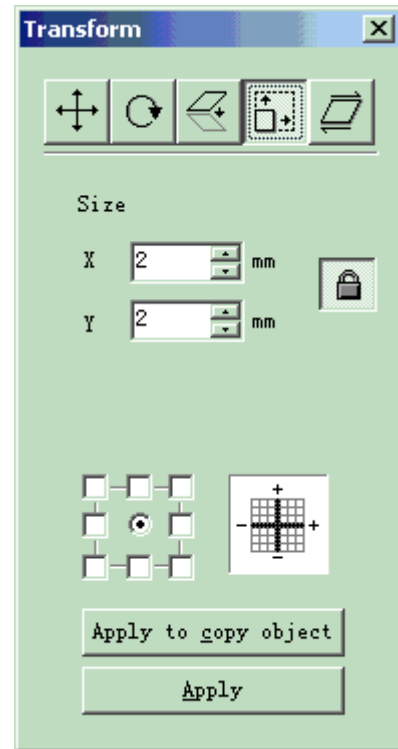 Transform
Size
X 2 mm
Y 2 mm
+
- +
-
Apply to copy object
Apply